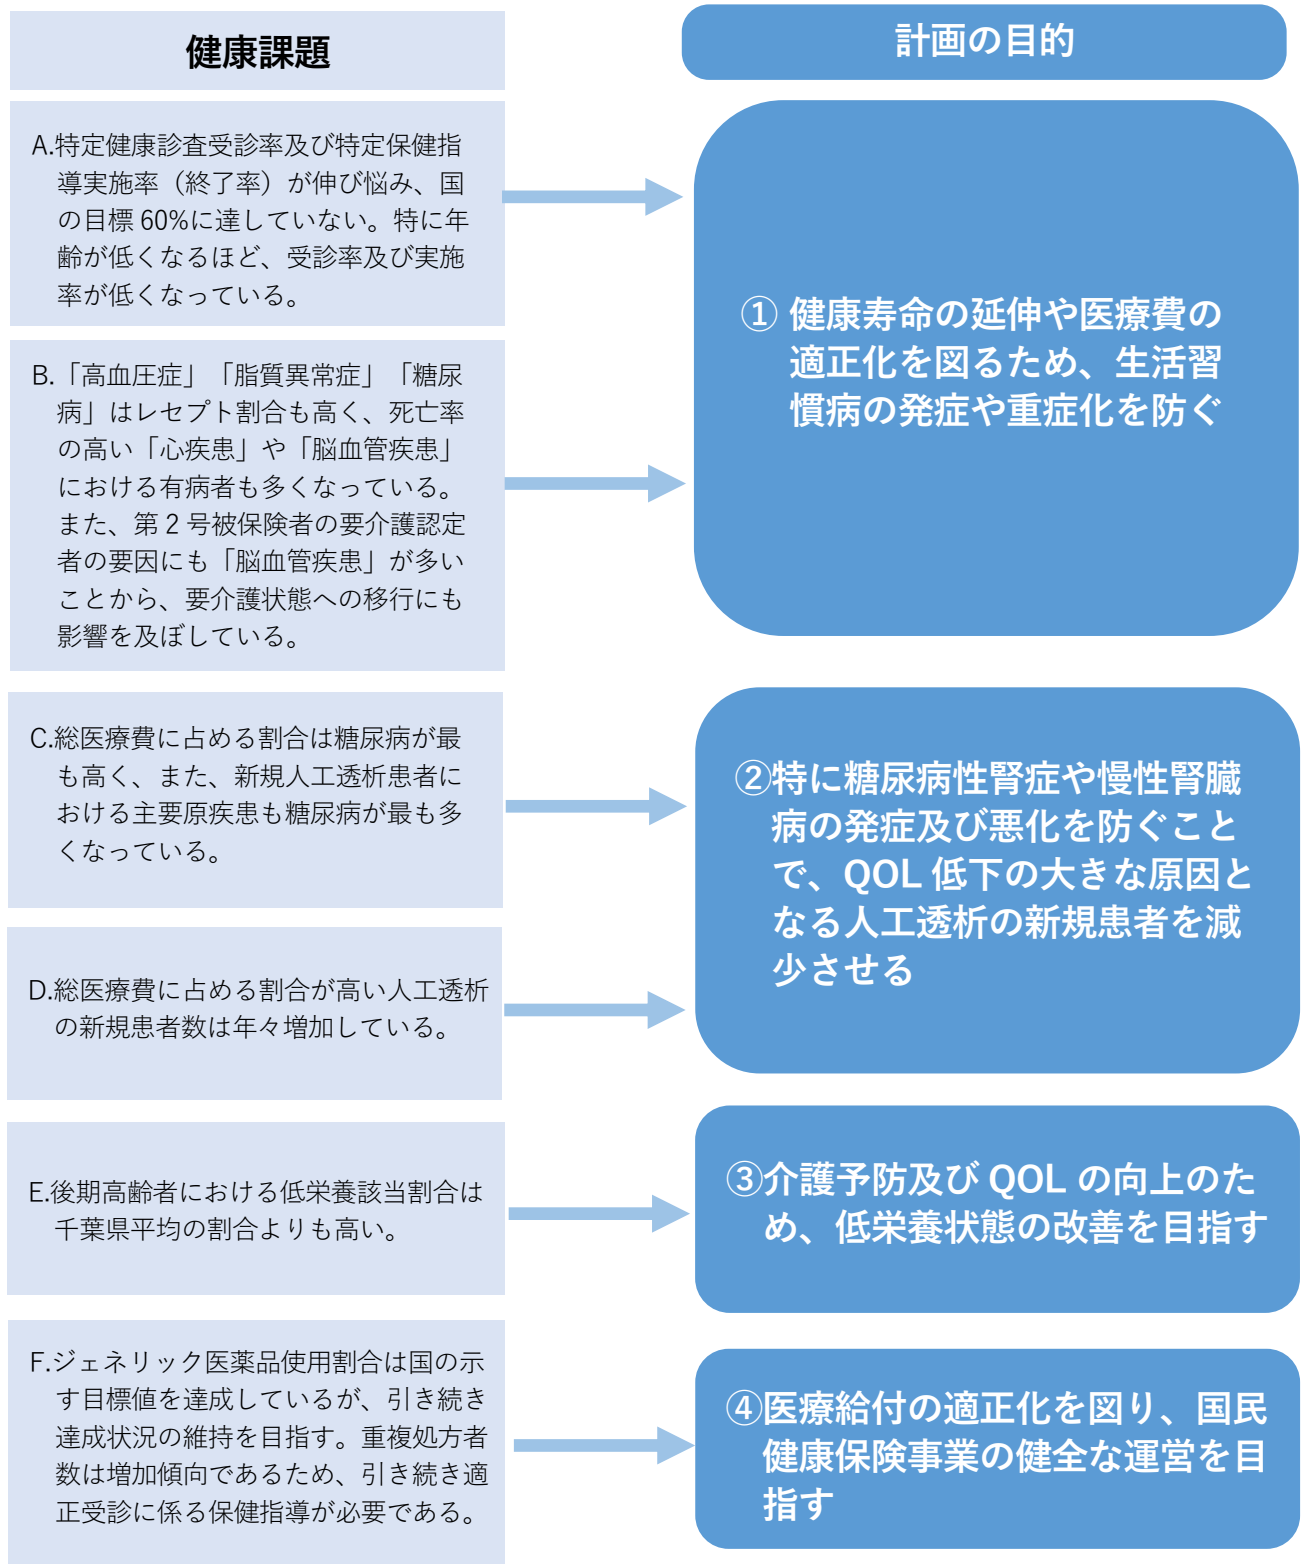 健康課題
計画の目的
A.特定健康診査受診率及び特定保健指
導実施率（終了率）が伸び悩み、国
の目標 60%に達していない。特に年
齢が低くなるほど、受診率及び実施
率が低くなっている。
① 健康寿命の延伸や医療費の
適正化を図るため、生活習
慣病の発症や重症化を防ぐ
B.「高血圧症」「脂質異常症」「糖尿
病」はレセプト割合も高く、死亡率
の高い「心疾患」や「脳血管疾患」
における有病者も多くなっている。
また、第 2 号被保険者の要介護認定
者の要因にも「脳血管疾患」が多い
ことから、要介護状態への移行にも
影響を及ぼしている。
C.総医療費に占める割合は糖尿病が最
も高く、また、新規人工透析患者に
おける主要原疾患も糖尿病が最も多
くなっている。
②特に糖尿病性腎症や慢性腎臓
病の発症及び悪化を防ぐこと
で、QOL 低下の大きな原因と
なる人工透析の新規患者を減
少させる
D.総医療費に占める割合が高い人工透析
の新規患者数は年々増加している。
E.後期高齢者における低栄養該当割合は
千葉県平均の割合よりも高い。
③介護予防及び QOL の向上のた
め、低栄養状態の改善を目指す
F.ジェネリック医薬品使用割合は国の示
す目標値を達成しているが、引き続き
達成状況の維持を目指す。重複処方者
数は増加傾向であるため、引き続き適
正受診に係る保健指導が必要である。
④医療給付の適正化を図り、国民
健康保険事業の健全な運営を目
指す